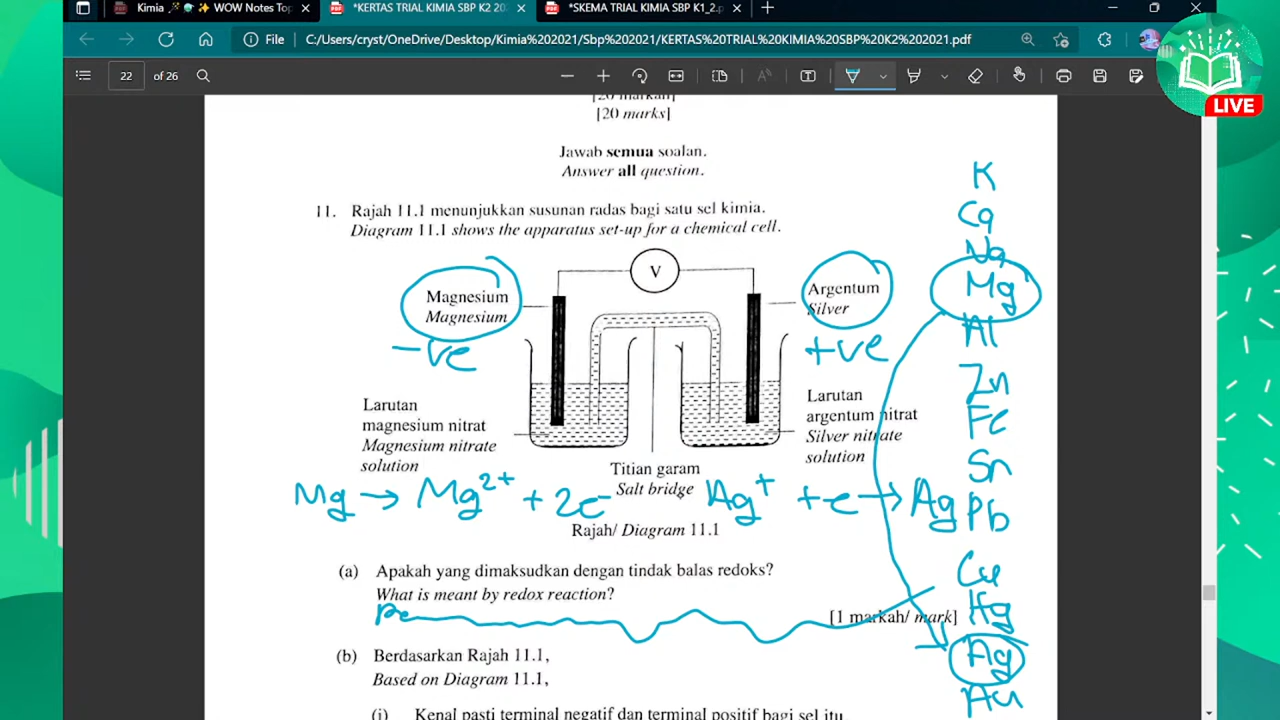 Kimia 🪄 🧪 ✨ WOW Notes Top
*KERTAS TRIAL KIMIA SBP K2 202
*SKEMA TRIAL KIMIA SBP K1_2.p
File
C:/Users/cryst/OneDrive/Desktop/Kimia%202021/Sbp%202021/KERTAS%20TRIAL%20KIMIA%20SBP%20K2%202021.pdf
LIVE
22 of 26
[20 markah]
[20 marks]
Jawab semua soalan.
Answer all question.
11. Rajah 11.1 menunjukkan susunan radas bagi satu sel kimia.
Diagram 11.1 shows the apparatus set-up for a chemical cell.
V
Magnesium
Magnesium
-ve
Argentum
Silver
+ve
Larutan
magnesium nitrat
Magnesium nitrate
solution
Larutan
argentum nitrat
Silver nitrate
solution
Titian garam
Salt bridge
Mg → Mg²⁺ + 2e⁻
Ag⁺ + e → Ag
Rajah/ Diagram 11.1
(a) Apakah yang dimaksudkan dengan tindak balas redoks?
What is meant by redox reaction?
[1 markah/ mark]
(b) Berdasarkan Rajah 11.1,
Based on Diagram 11.1,
(i) Kenal pasti terminal negatif dan terminal positif bagi sel itu
K
Ca
Na
Mg
Al
Zn
Fe
Sn
Pb
Cu
Hg
Ag
Au